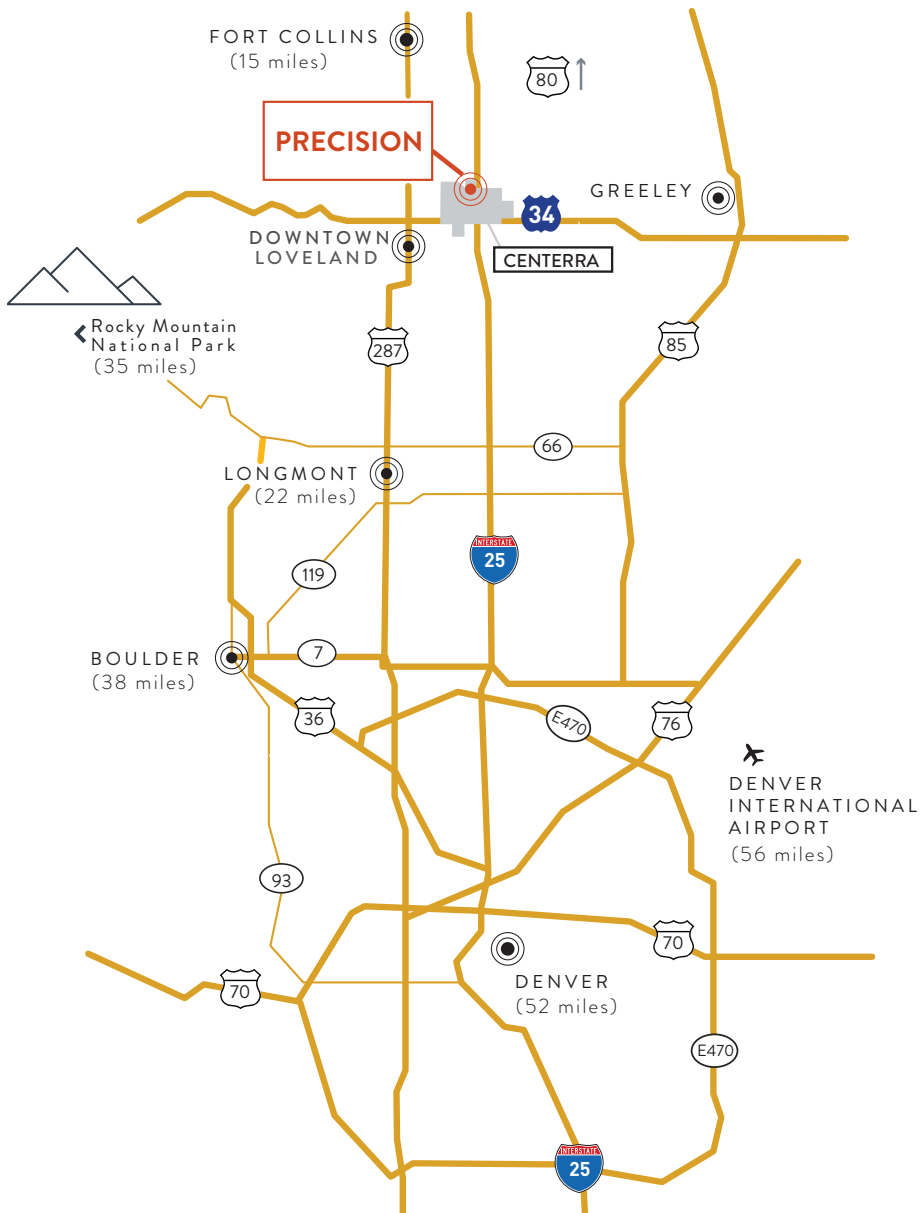 FORT COLLINS
(15 miles)
80
PRECISION
GREELEY
34
DOWNTOWN
LOVELAND
CENTERRA
Rocky Mountain
National Park
(35 miles)
287
85
66
LONGMONT
(22 miles)
INTERSTATE
25
119
7
BOULDER
(38 miles)
36
E470
76
DENVER
INTERNATIONAL
AIRPORT
(56 miles)
93
70
70
DENVER
(52 miles)
E470
INTERSTATE
25